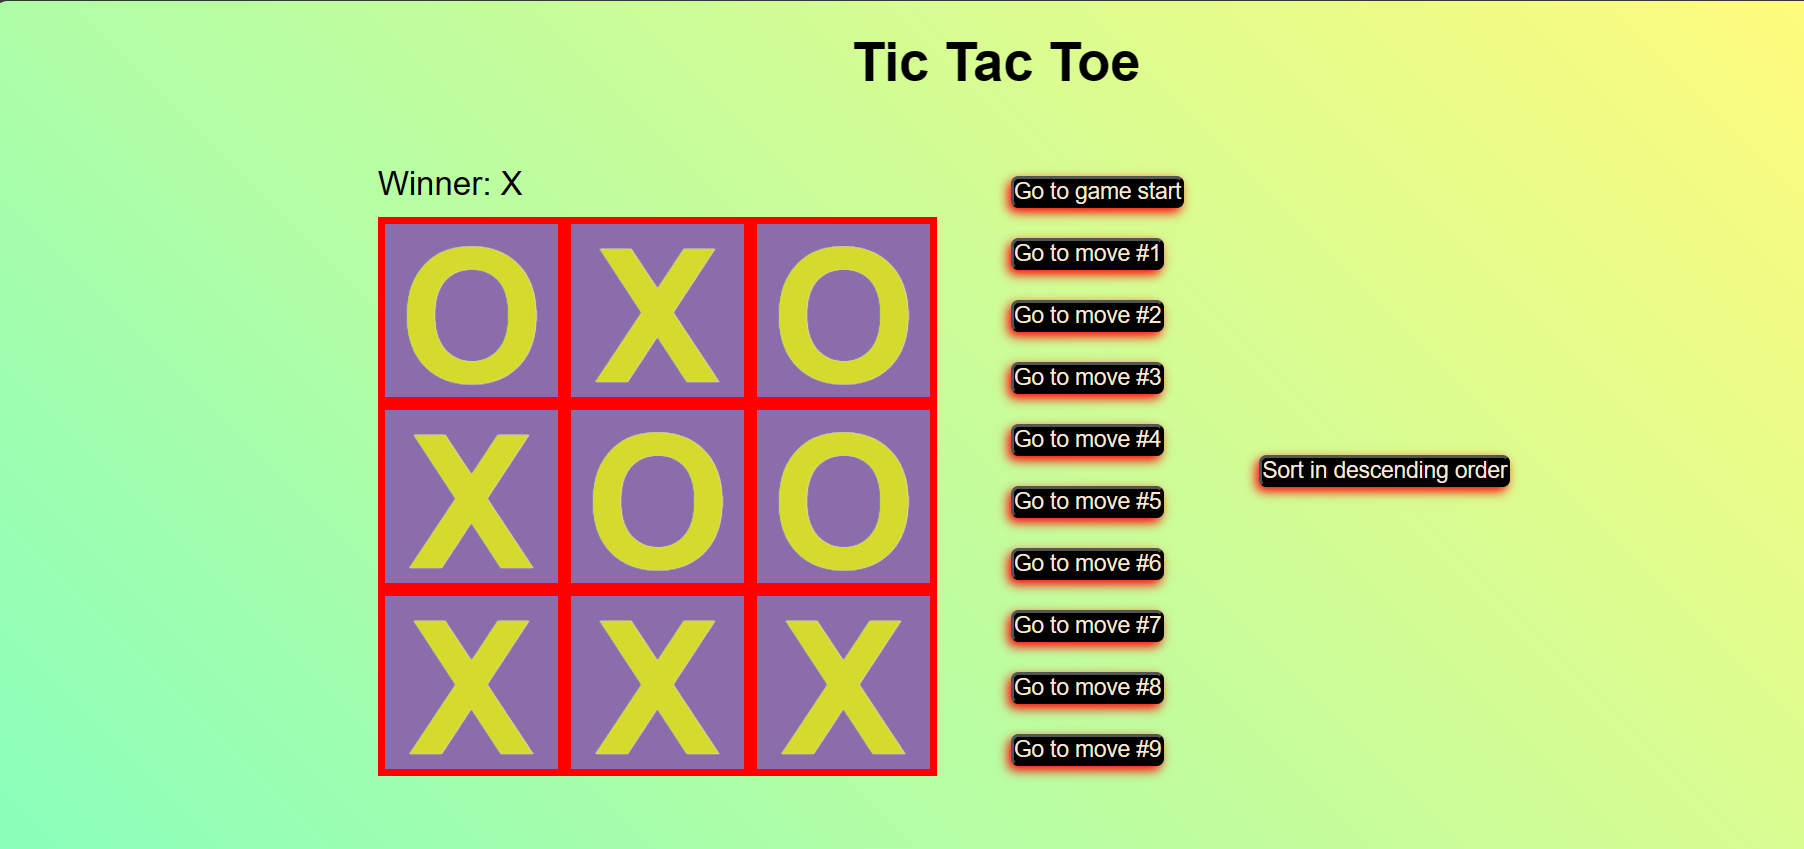 Tic Tac Toe
Winner: X
O X O
X O O
X X X
Go to game start
Go to move #1
Go to move #2
Go to move #3
Go to move #4
Go to move #5
Go to move #6
Go to move #7
Go to move #8
Go to move #9
Sort in descending order